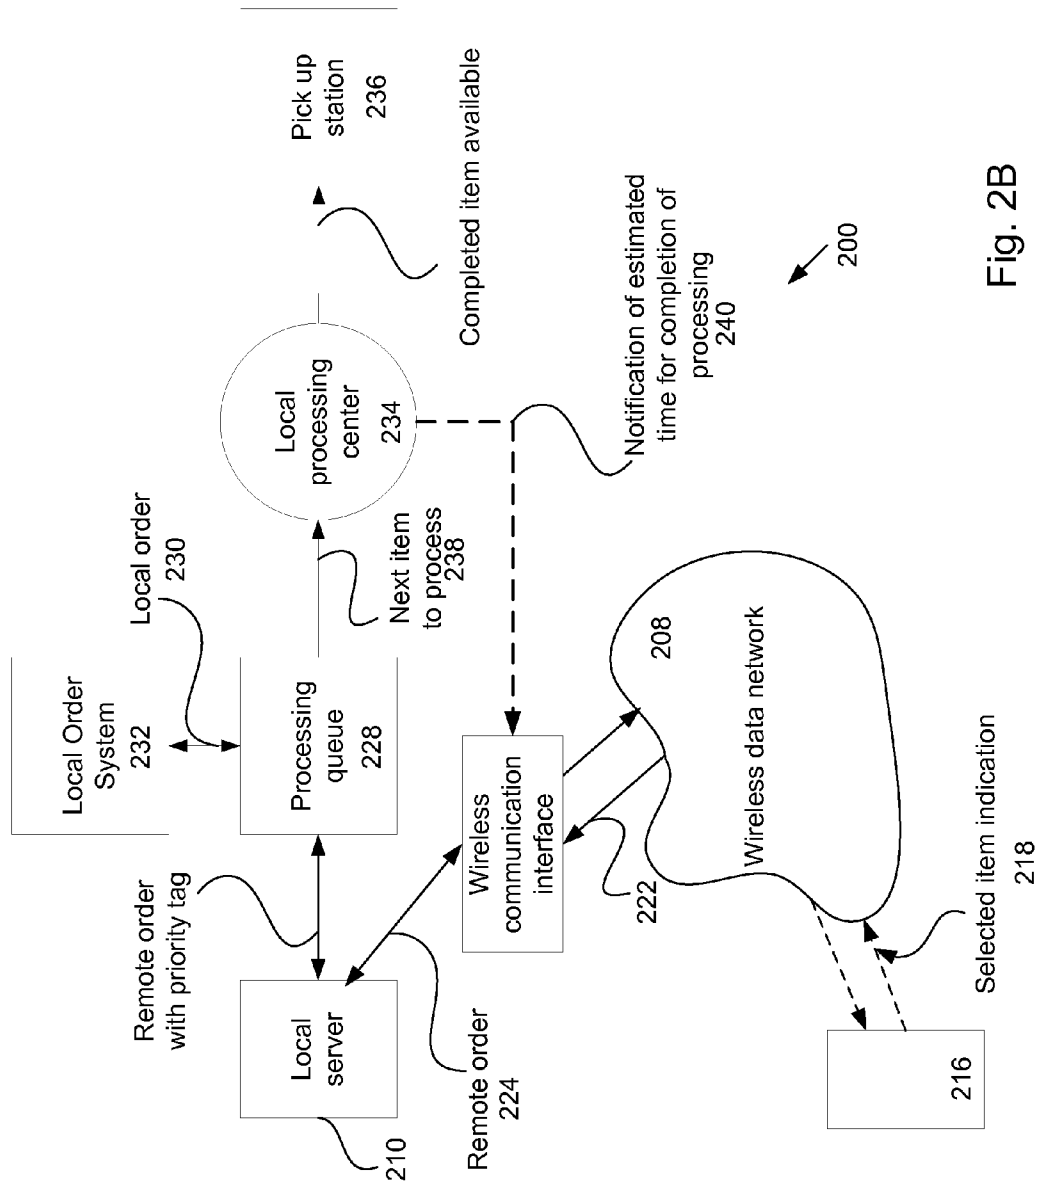 Local Order
System
232
Local order
230
Remote order
with priority tag
Local
server
210
Processing
queue
228
Next item
to process
238
Local
processing
center
234
Pick up
station
236
Completed item available
Remote order
224
Wireless
communication
interface
222
Notification of estimated
time for completion of
processing
240
208
Wireless data network
216
Selected item indication
218
200
Fig. 2B